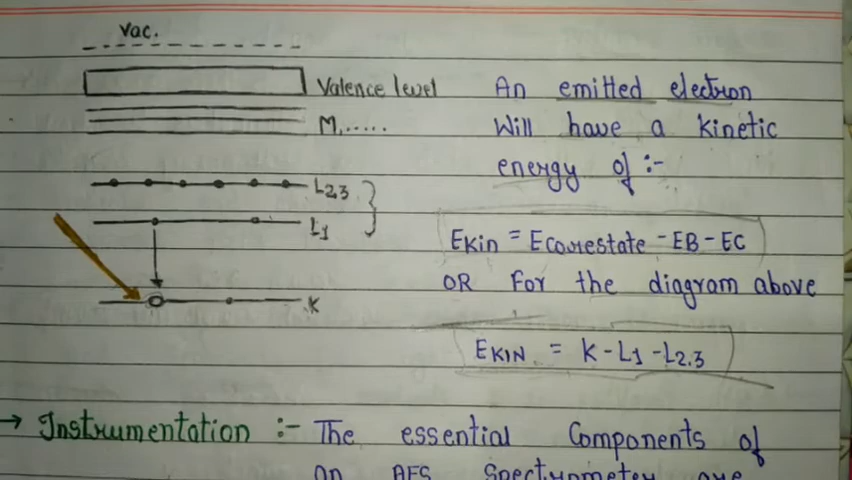 Vac.
Valence level
M,.....
L2,3
L1
K
An emitted electron
Will have a kinetic
energy of :-
EKin = Ecorestate - EB - EC
OR For the diagram above
EKIN = K - L1 - L2,3
→ Instrumentation :- The essential Components of
an AES Spectrometer are